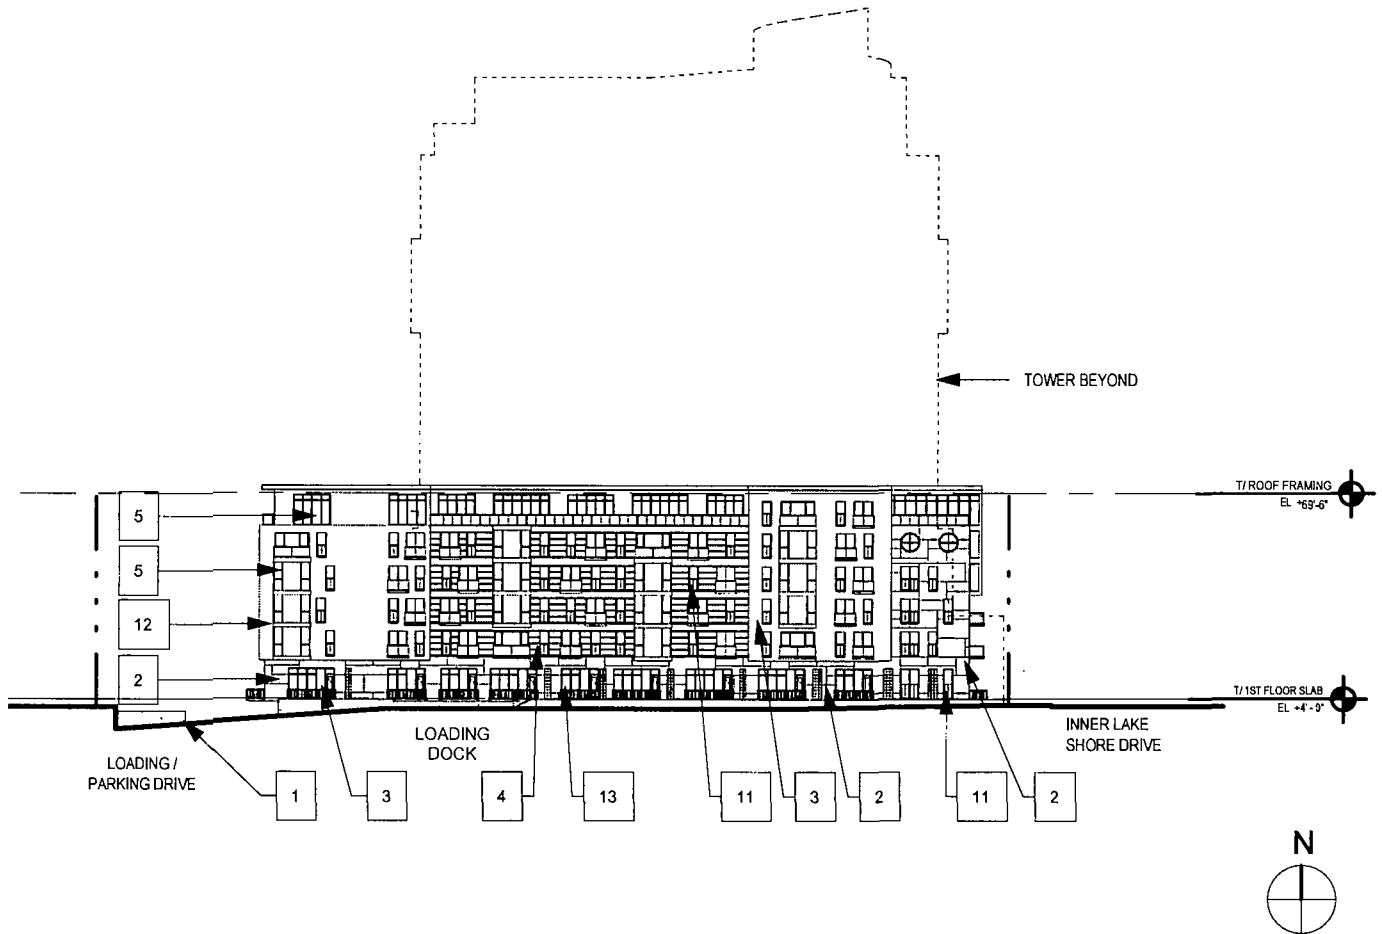 TOWER BEYOND
T/ ROOF FRAMING
EL +69'-6"
5
5
12
2
T/ 1ST FLOOR SLAB
EL +4'-9"
LOADING /
PARKING DRIVE
LOADING
DOCK
INNER LAKE
SHORE DRIVE
1
3
4
13
11
3
2
11
2
N